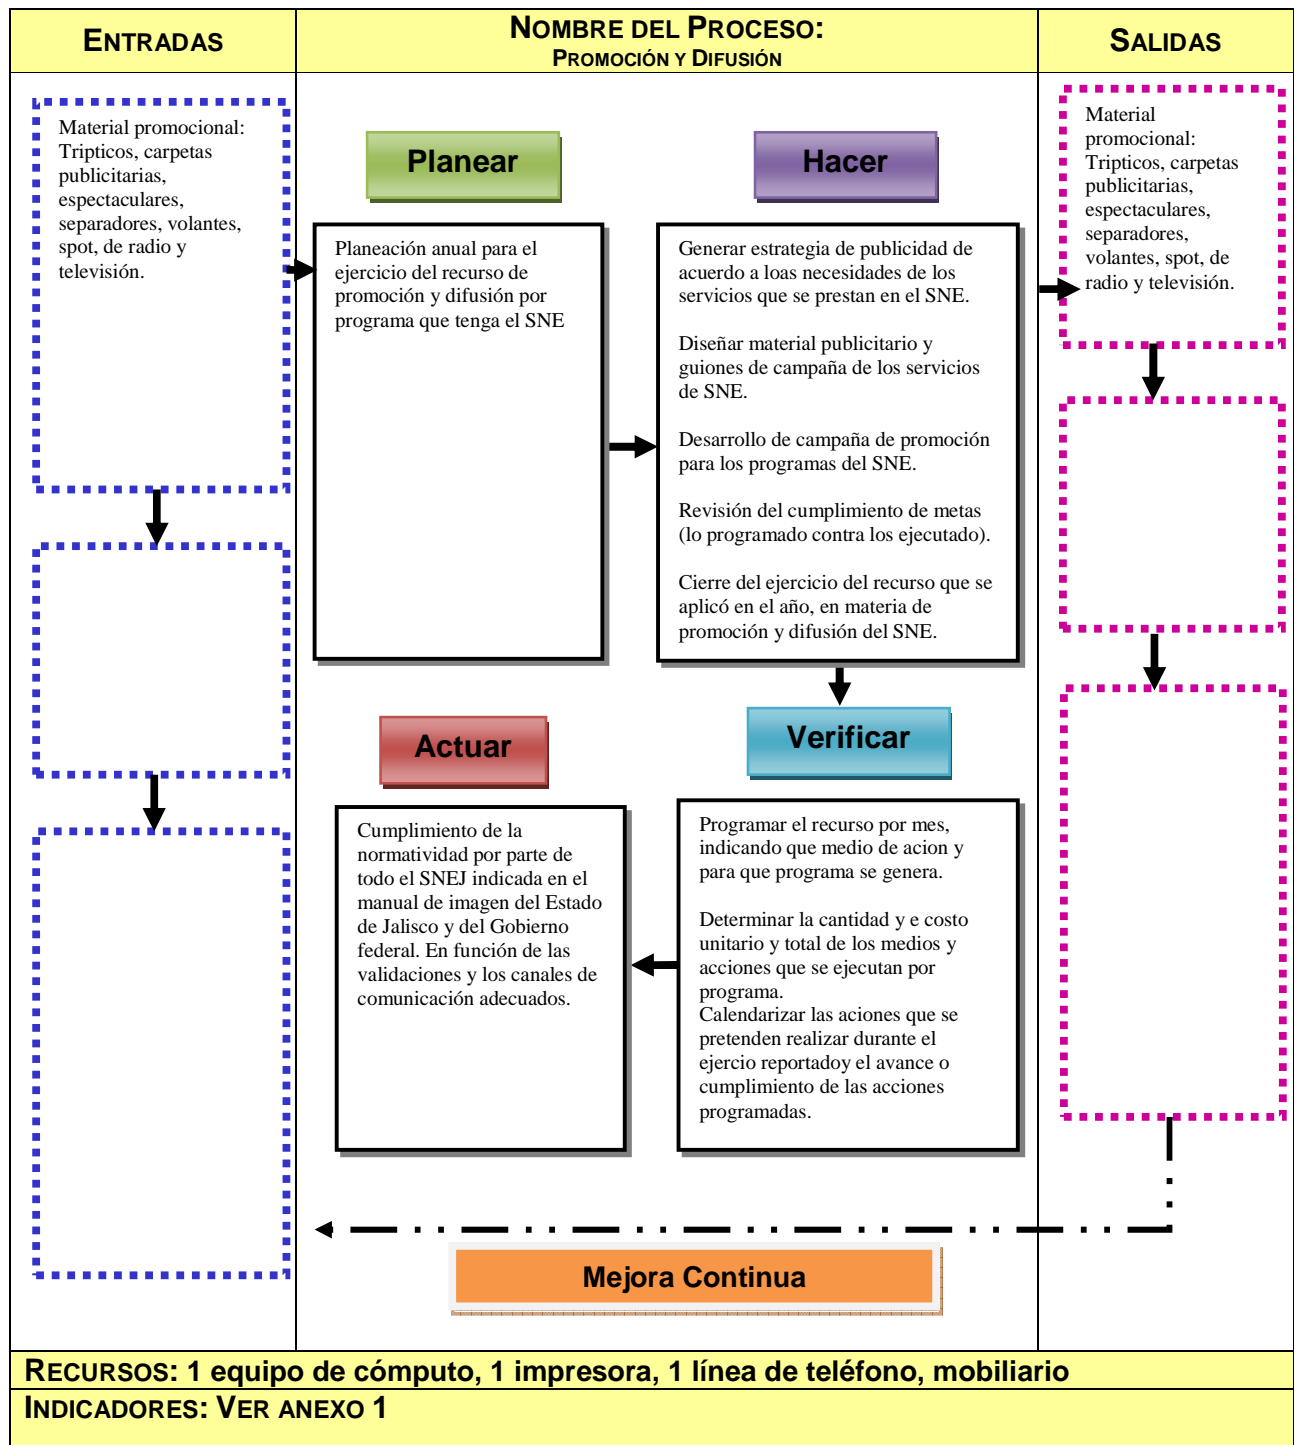 ENTRADAS
NOMBRE DEL PROCESO:
PROMOCIÓN Y DIFUSIÓN
SALIDAS
Material promocional:
Tripticos, carpetas
publicitarias,
espectaculares,
separadores, volantes,
spot, de radio y
televisión.
Planear
Planeación anual para el
ejercicio del recurso de
promoción y difusión por
programa que tenga el SNE
Hacer
Generar estrategia de publicidad de
acuerdo a loas necesidades de los
servicios que se prestan en el SNE.
Diseñar material publicitario y
guiones de campaña de los servicios
de SNE.
Desarrollo de campaña de promoción
para los programas del SNE.
Revisión del cumplimiento de metas
(lo programado contra los ejecutado).
Cierre del ejercicio del recurso que se
aplicó en el año, en materia de
promoción y difusión del SNE.
Material
promocional:
Tripticos, carpetas
publicitarias,
espectaculares,
separadores,
volantes, spot, de
radio y televisión.
Actuar
Cumplimiento de la
normatividad por parte de
todo el SNEJ indicada en el
manual de imagen del Estado
de Jalisco y del Gobierno
federal. En función de las
validaciones y los canales de
comunicación adecuados.
Verificar
Programar el recurso por mes,
indicando que medio de acion y
para que programa se genera.
Determinar la cantidad y e costo
unitario y total de los medios y
acciones que se ejecutan por
programa.
Calendarizar las aciones que se
pretenden realizar durante el
ejercio reportadoy el avance o
cumplimiento de las acciones
programadas.
Mejora Continua
RECURSOS: 1 equipo de cómputo, 1 impresora, 1 línea de teléfono, mobiliario
INDICADORES: VER ANEXO 1